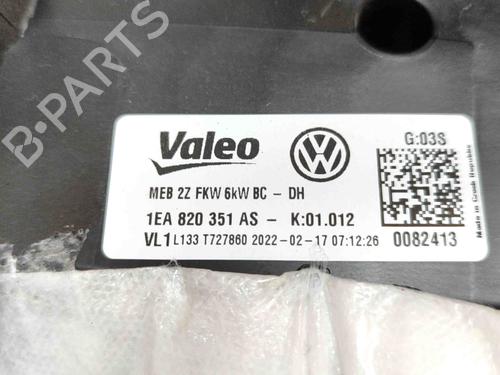 Valeo
G:03S
MEB 2Z FKW 6kW BC - DH
1EA 820 351 AS - K:01.012
VL1 L133 T727860 2022-02-17 07:12:26
0082413
Made in Czech Republic
B-PARTS